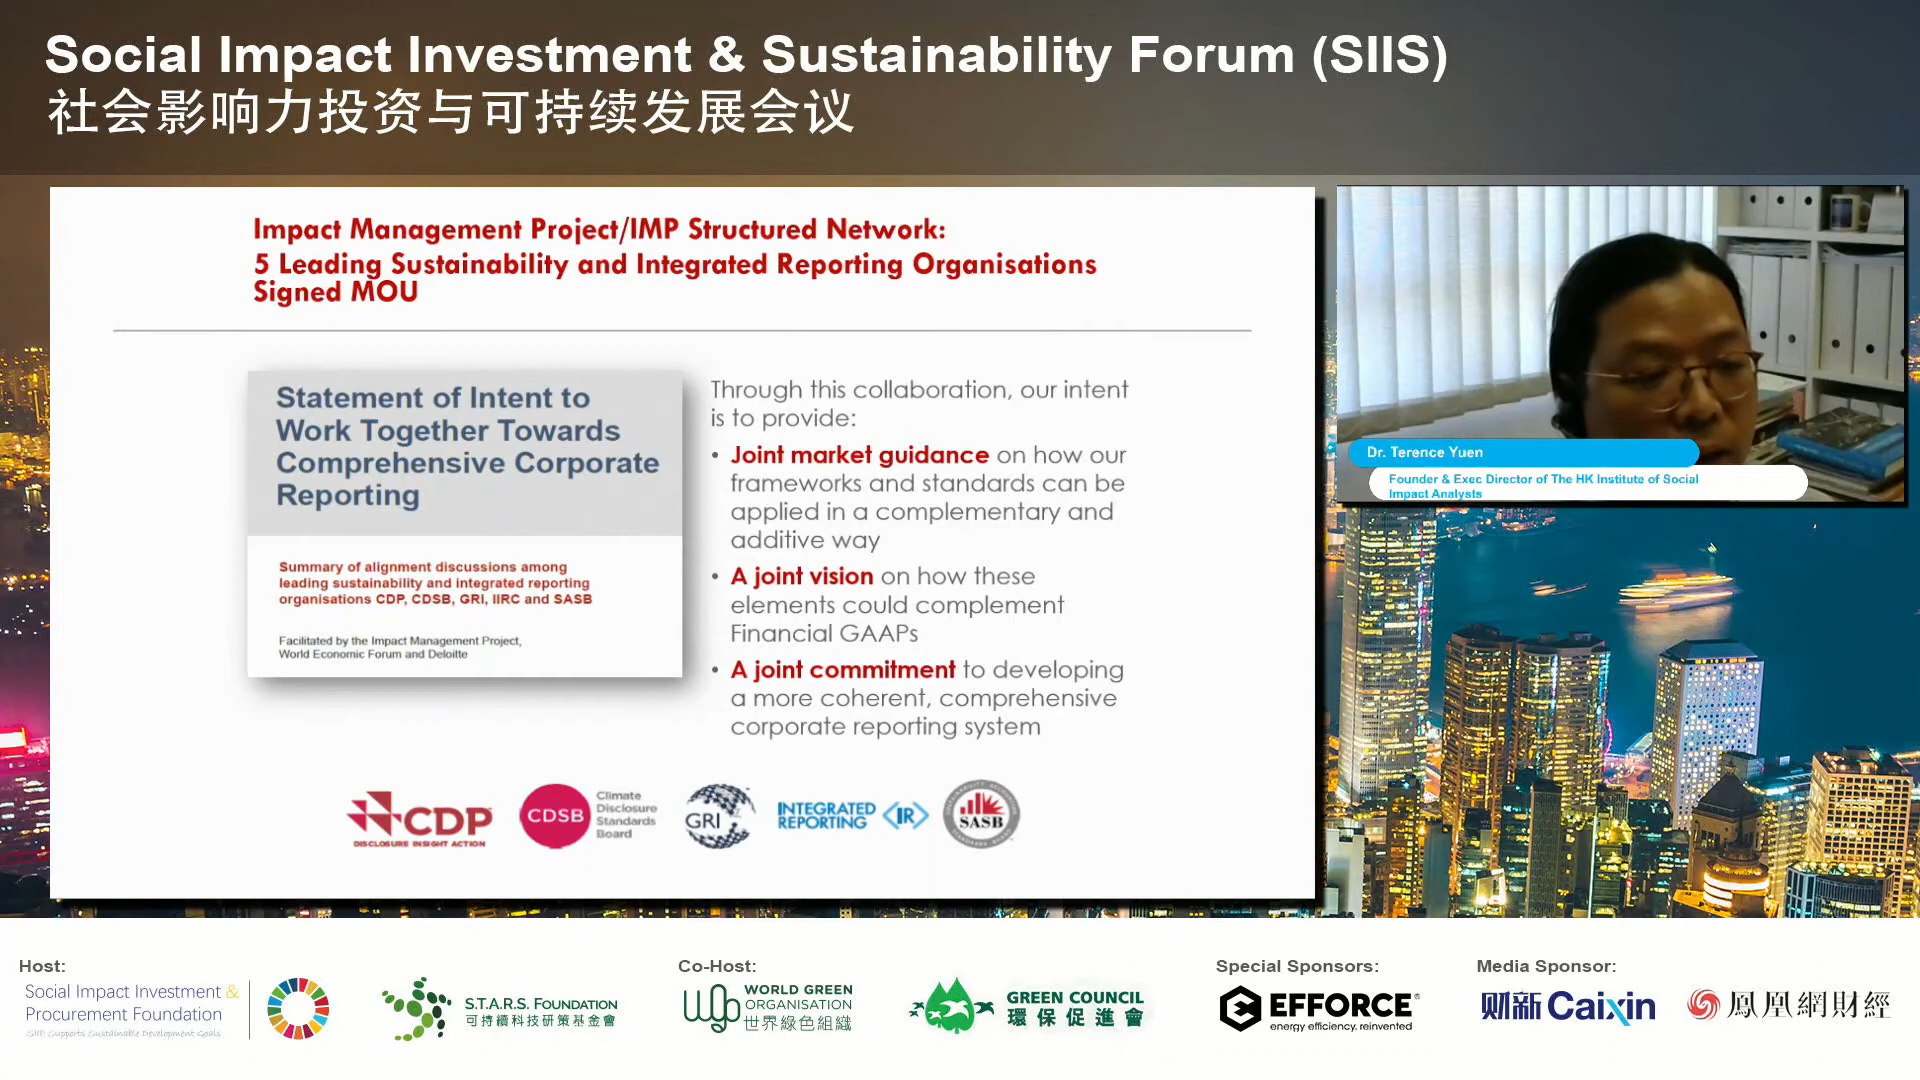 Social Impact Investment & Sustainability Forum (SIIS)
社会影响力投资与可持续发展会议
Impact Management Project/IMP Structured Network:
5 Leading Sustainability and Integrated Reporting Organisations
Signed MOU
Statement of Intent to
Work Together Towards
Comprehensive Corporate
Reporting
Summary of alignment discussions among
leading sustainability and integrated reporting
organisations CDP, CDSB, GRI, IIRC and SASB
Facilitated by the Impact Management Project,
World Economic Forum and Deloitte
Through this collaboration, our intent
is to provide:
• Joint market guidance on how our
frameworks and standards can be
applied in a complementary and
additive way
• A joint vision on how these
elements could complement
Financial GAAPs
• A joint commitment to developing
a more coherent, comprehensive
corporate reporting system
CDP
DISCLOSURE INSIGHT ACTION
CDSB
Climate
Disclosure
Standards
Board
GRI
INTEGRATED
REPORTING
IR
SASB
Dr. Terence Yuen
Founder & Exec Director of The HK Institute of Social
Impact Analysts
Host:
Social Impact Investment &
Procurement Foundation
SIIF Supports Sustainable Development Goals
S.T.A.R.S. FOUNDATION
可持續科技研策基金會
Co-Host:
WORLD GREEN
ORGANISATION
世界綠色組織
GREEN COUNCIL
環保促進會
Special Sponsors:
EFFORCE
energy efficiency. reinvented
Media Sponsor:
财新 Caixin
鳳凰網財經